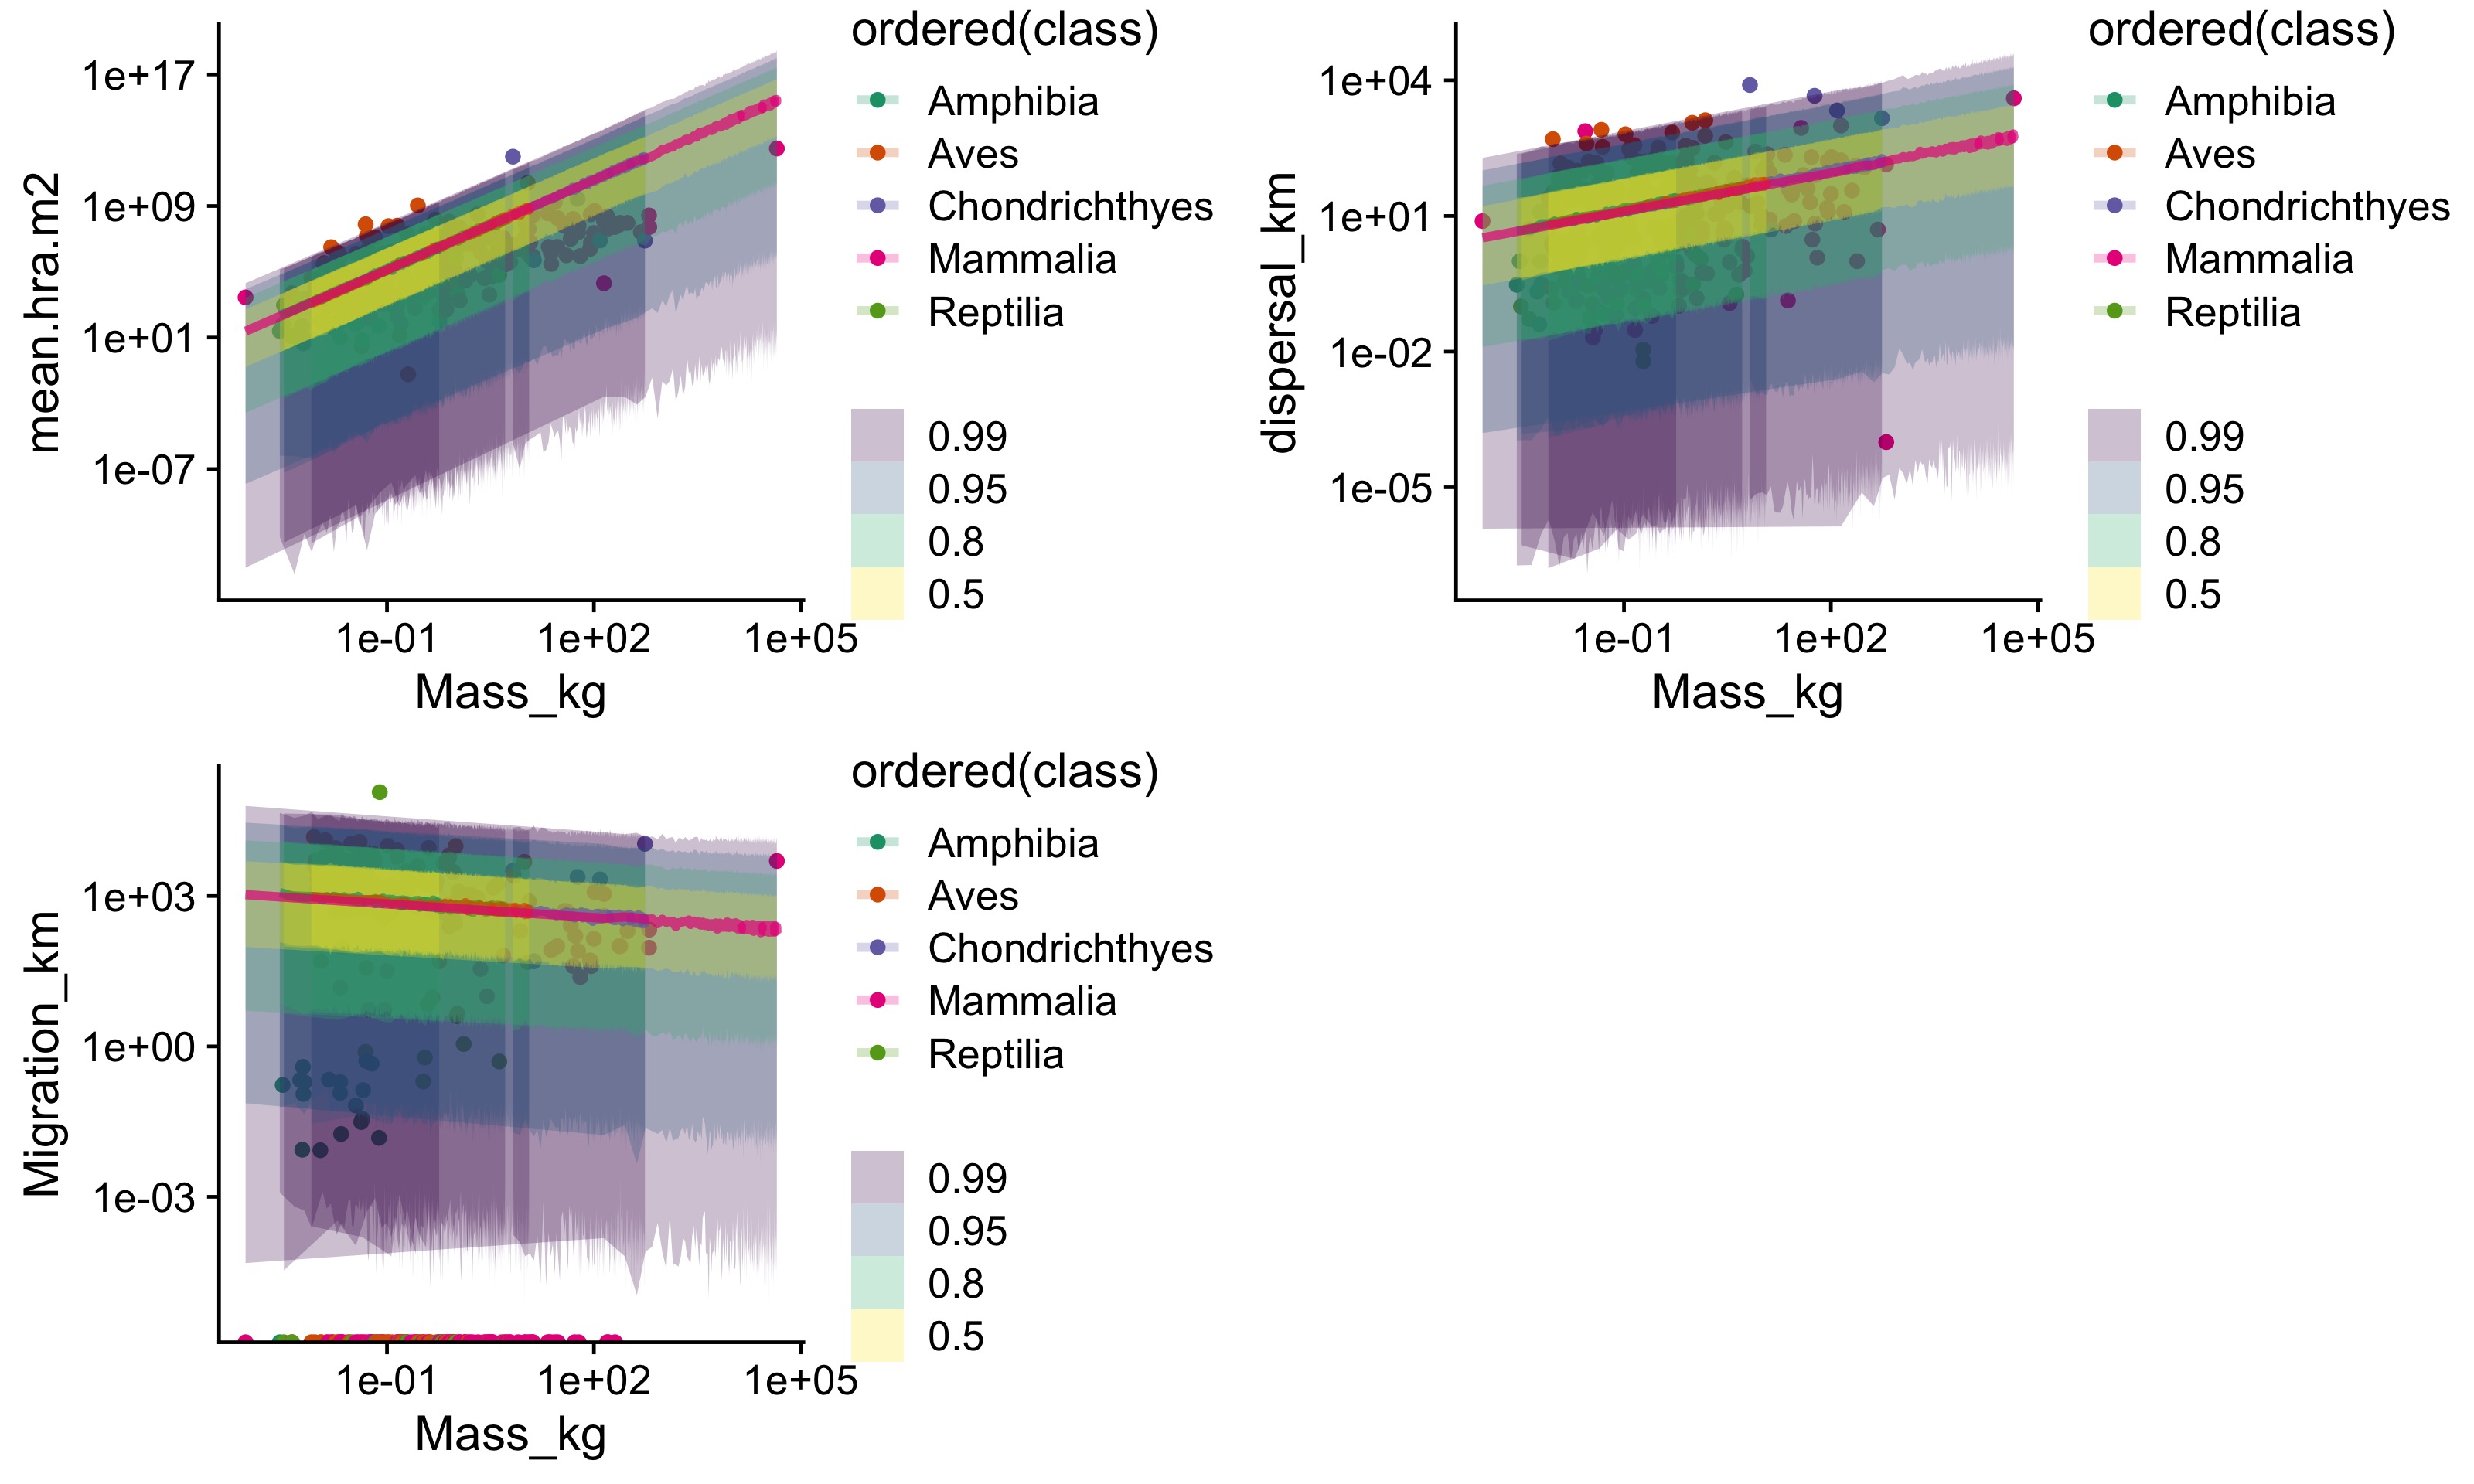 mean.hra.m2
1e+17
1e+09
1e+01
1e-07
1e-01
1e+02
1e+05
Mass_kg
ordered(class)
Amphibia
Aves
Chondrichthyes
Mammalia
Reptilia
0.99
0.95
0.8
0.5
dispersal_km
1e+04
1e+01
1e-02
1e-05
1e-01
1e+02
1e+05
Mass_kg
ordered(class)
Amphibia
Aves
Chondrichthyes
Mammalia
Reptilia
0.99
0.95
0.8
0.5
Migration_km
1e+03
1e+00
1e-03
1e-01
1e+02
1e+05
Mass_kg
ordered(class)
Amphibia
Aves
Chondrichthyes
Mammalia
Reptilia
0.99
0.95
0.8
0.5